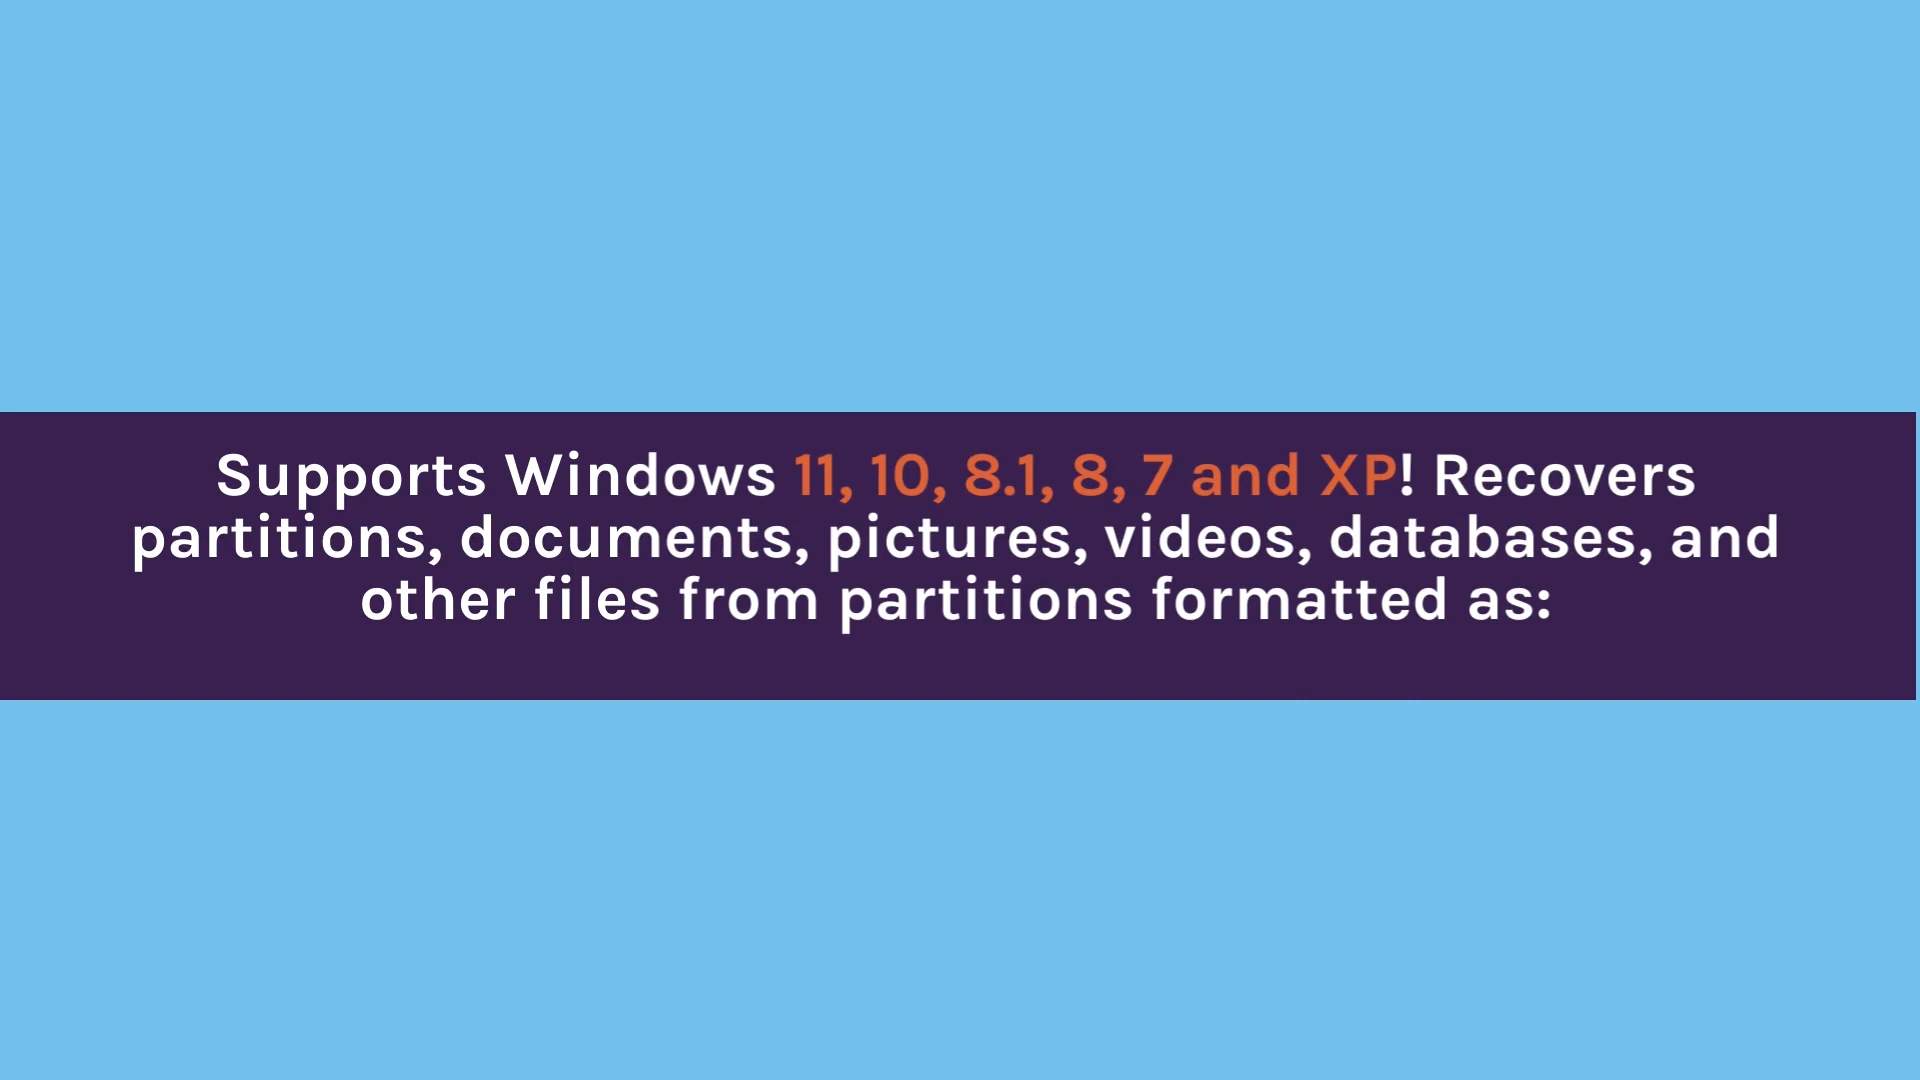 Supports Windows 11, 10, 8.1, 8, 7 and XP! Recovers
partitions, documents, pictures, videos, databases, and
other files from partitions formatted as: